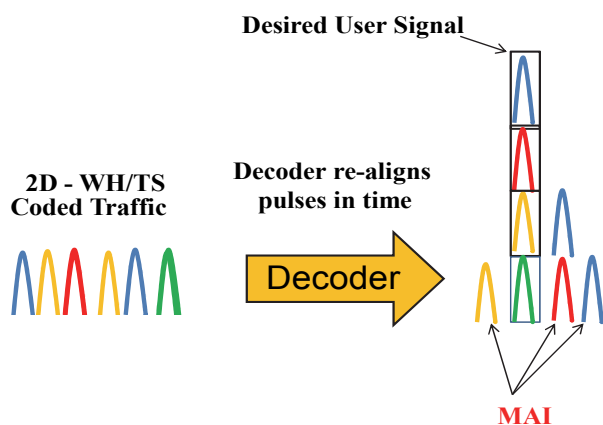 Desired User Signal
2D - WH/TS
Coded Traffic
Decoder re-aligns
pulses in time
Decoder
MAI